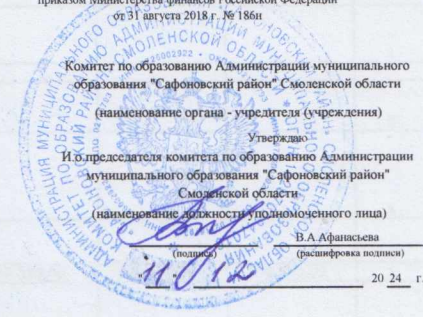 приказом Министерства финансов Российской Федерации
от 31 августа 2018 г. № 186н
Комитет по образованию Администрации муниципального
образования "Сафоновский район" Смоленской области
(наименование органа - учредителя (учреждения)
Утверждаю
И.о.председателя комитета по образованию Администрации
муниципального образования "Сафоновский район"
Смоленской области
(наименование должности уполномоченного лица)
В.А.Афанасьева
(подпись) (расшифровка подписи)
" 11 " 12 20 24 г.